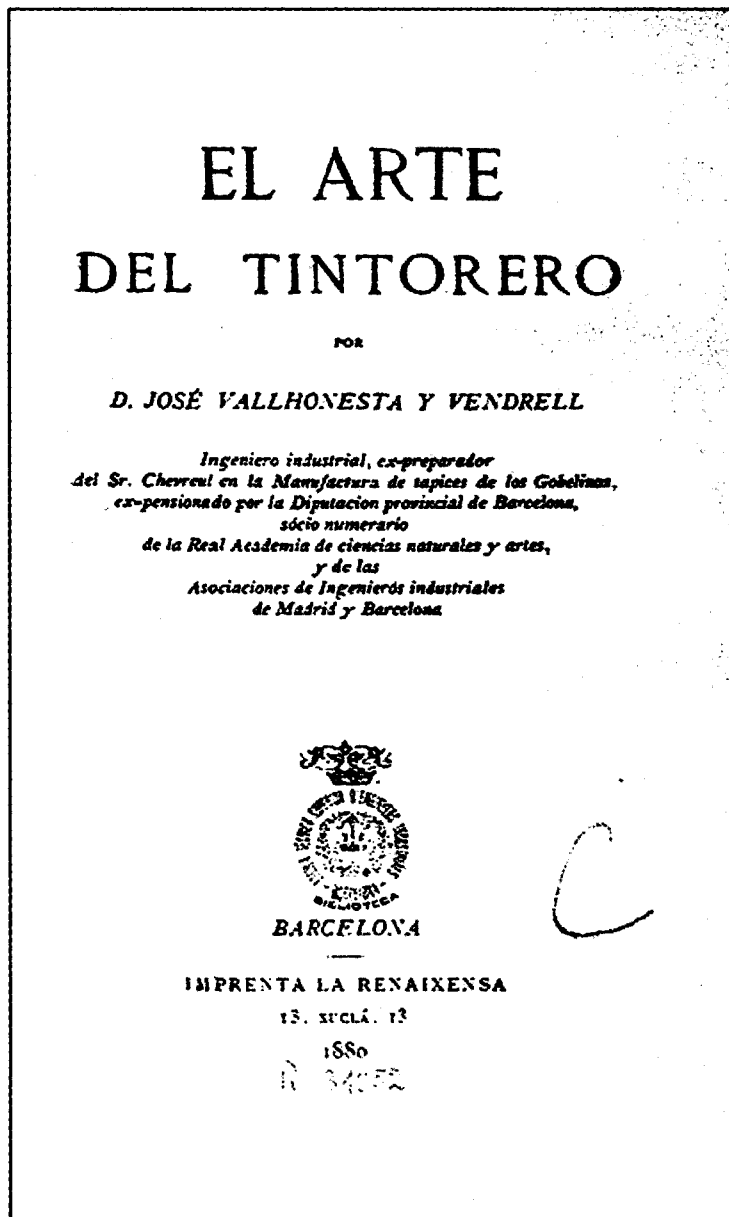 EL ARTE
DEL TINTORERO
POR
D. JOSÉ VALLHONESTA Y VENDRELL
Ingeniero industrial, ex-preparador
del Sr. Chevreul en la Manufactura de tapices de los Gobelinos,
ex-pensionado por la Diputacion provincial de Barcelona,
sócio numerario
de la Real Academia de ciencias naturales y artes,
y de las
Asociaciones de Ingenierós industriales
de Madrid y Barcelona
BIBLIOTECA
BARCELONA
IMPRENTA LA RENAIXENSA
13. XUCLÁ. 13
1880
C